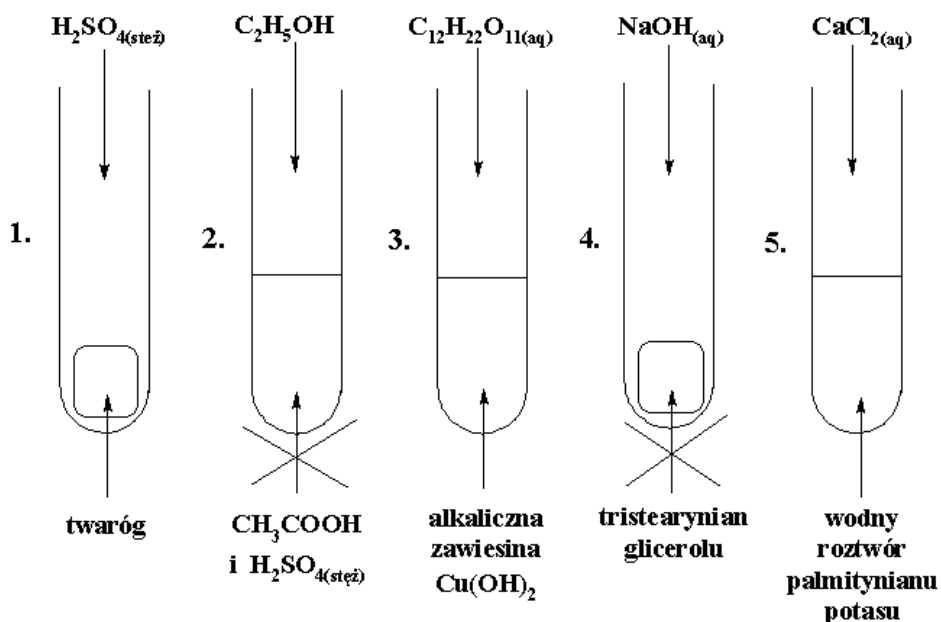 H₂SO₄(stęż) C₂H₅OH C₁₂H₂₂O₁₁(aq) NaOH(aq) CaCl₂(aq)
1. 2. 3. 4. 5.
twaróg
CH₃COOH
i H₂SO₄(stęż)
alkaliczna
zawiesina
Cu(OH)₂
tristearynian
glicerolu
wodny
roztwór
palmitynianu
potasu